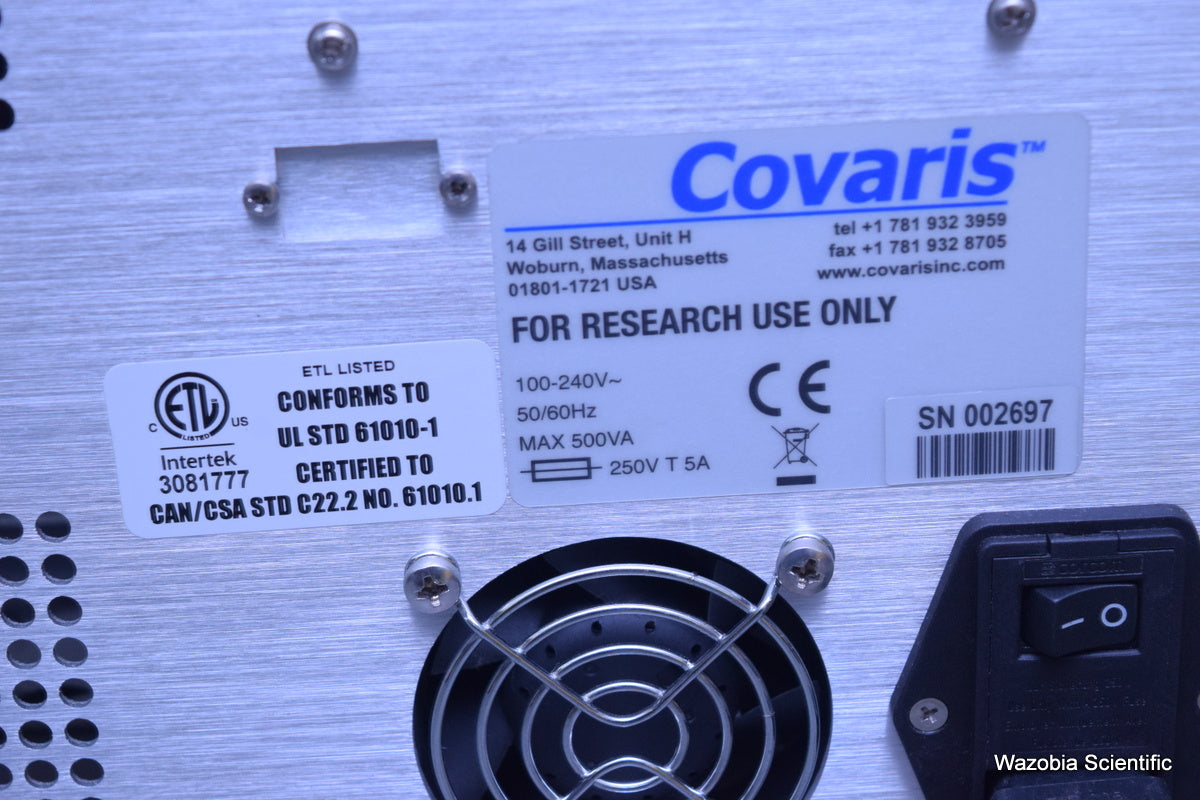 Covaris™
14 Gill Street, Unit H
Woburn, Massachusetts
01801-1721 USA
tel +1 781 932 3959
fax +1 781 932 8705
www.covarisinc.com
FOR RESEARCH USE ONLY
100-240V~
50/60Hz
MAX 500VA
250V T 5A
CE
SN 002697
ETL LISTED
CONFORMS TO
UL STD 61010-1
CERTIFIED TO
CAN/CSA STD C22.2 NO. 61010.1
ETL
LISTED
C US
Intertek
3081777
corcom
Wazobia Scientific